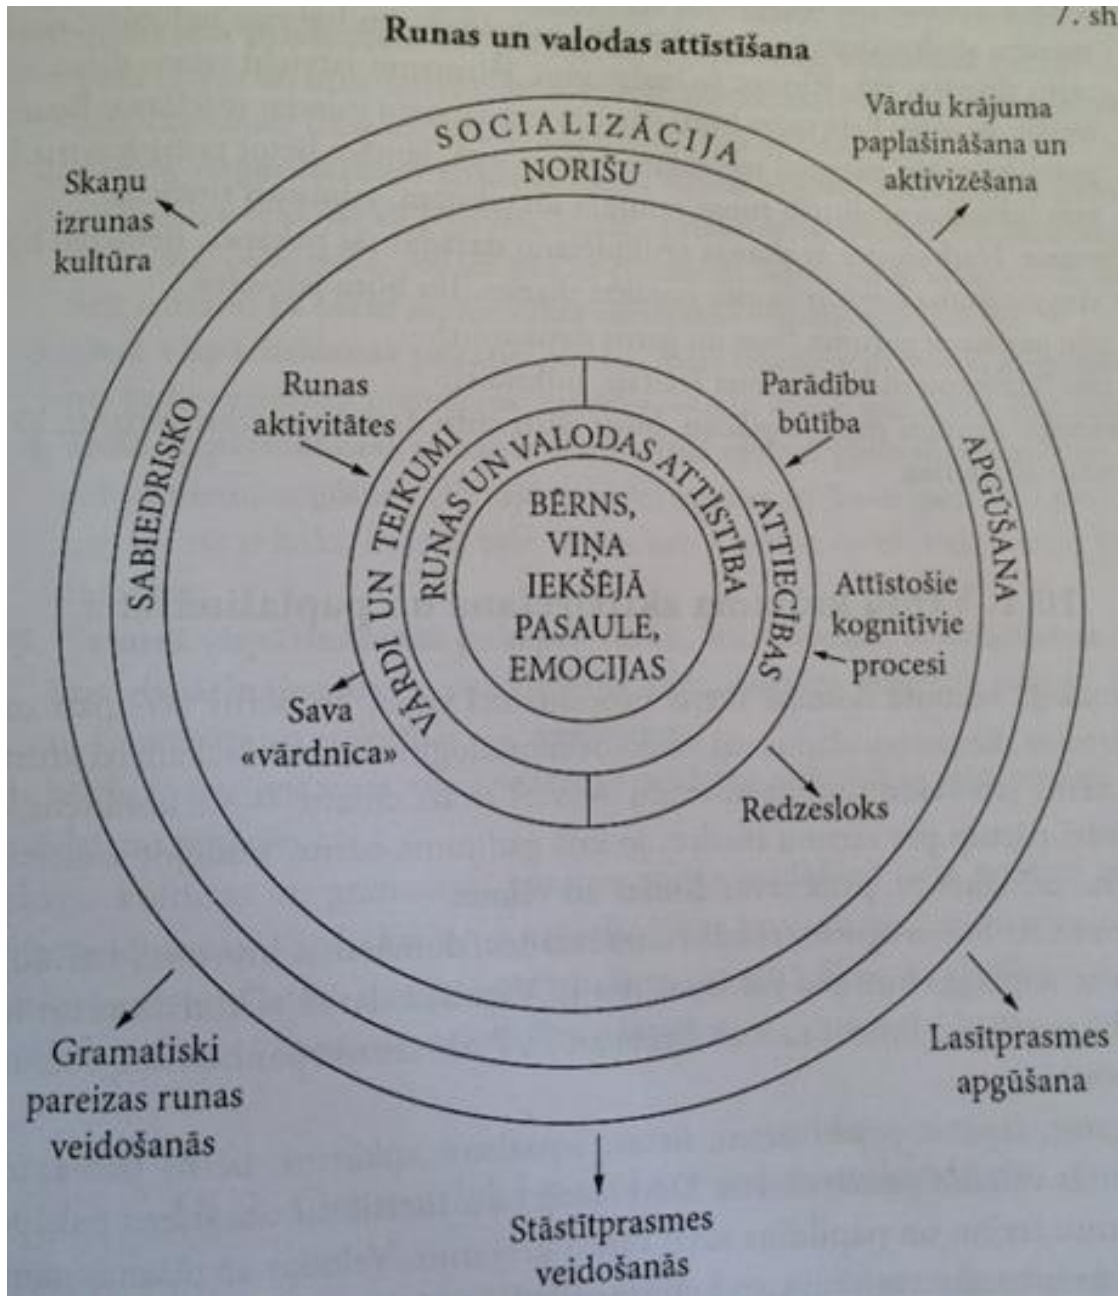 7. sh
Runas un valodas attīstīšana
SOCIALIZĀCIJA
NORIŠU
SABIEDRISKO
APGŪŠANA
Skaņu
izrunas
kultūra
Vārdu krājuma
paplašināšana un
aktivizēšana
Runas
aktivitātes
Parādību
būtība
VĀRDI UN TEIKUMI
ATTIECĪBAS
RUNAS UN VALODAS ATTĪSTĪBA
BĒRNS,
VIŅA
IEKŠĒJĀ
PASAULE,
EMOCIJAS
Attīstošie
kognitīvie
procesi
Sava
«vārdnīca»
Redzesloks
Gramatiski
pareizas runas
veidošanās
Lasītprasmes
apgūšana
Stāstītprasmes
veidošanās